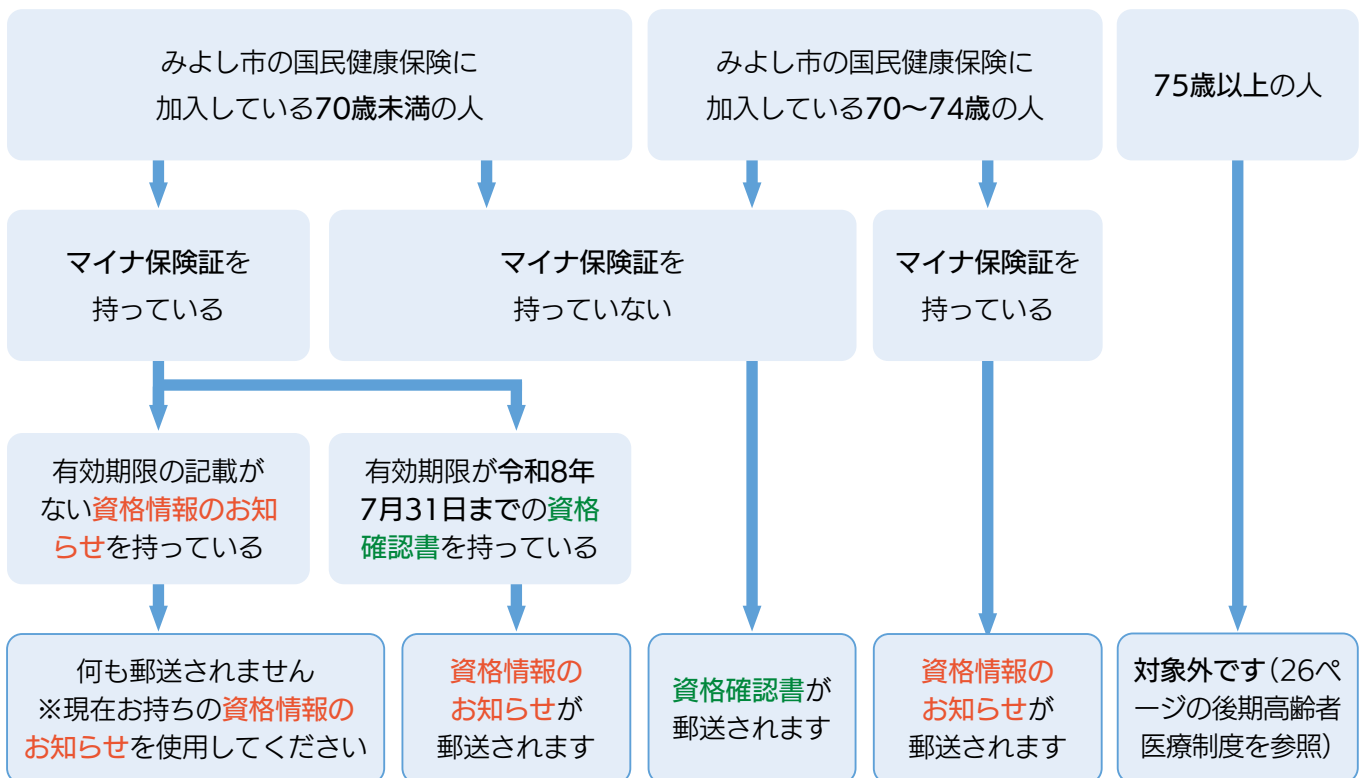 みよし市の国民健康保険に
加入している70歳未満の人
みよし市の国民健康保険に
加入している70～74歳の人
75歳以上の人
マイナ保険証を
持っている
マイナ保険証を
持っていない
マイナ保険証を
持っている
有効期限の記載が
ない資格情報のお知
らせを持っている
有効期限が令和8年
7月31日までの資格
確認書を持っている
何も郵送されません
※現在お持ちの資格情報の
お知らせを使用してください
資格情報の
お知らせが
郵送されます
資格確認書が
郵送されます
資格情報の
お知らせが
郵送されます
対象外です（26ペ
ージの後期高齢者
医療制度を参照）